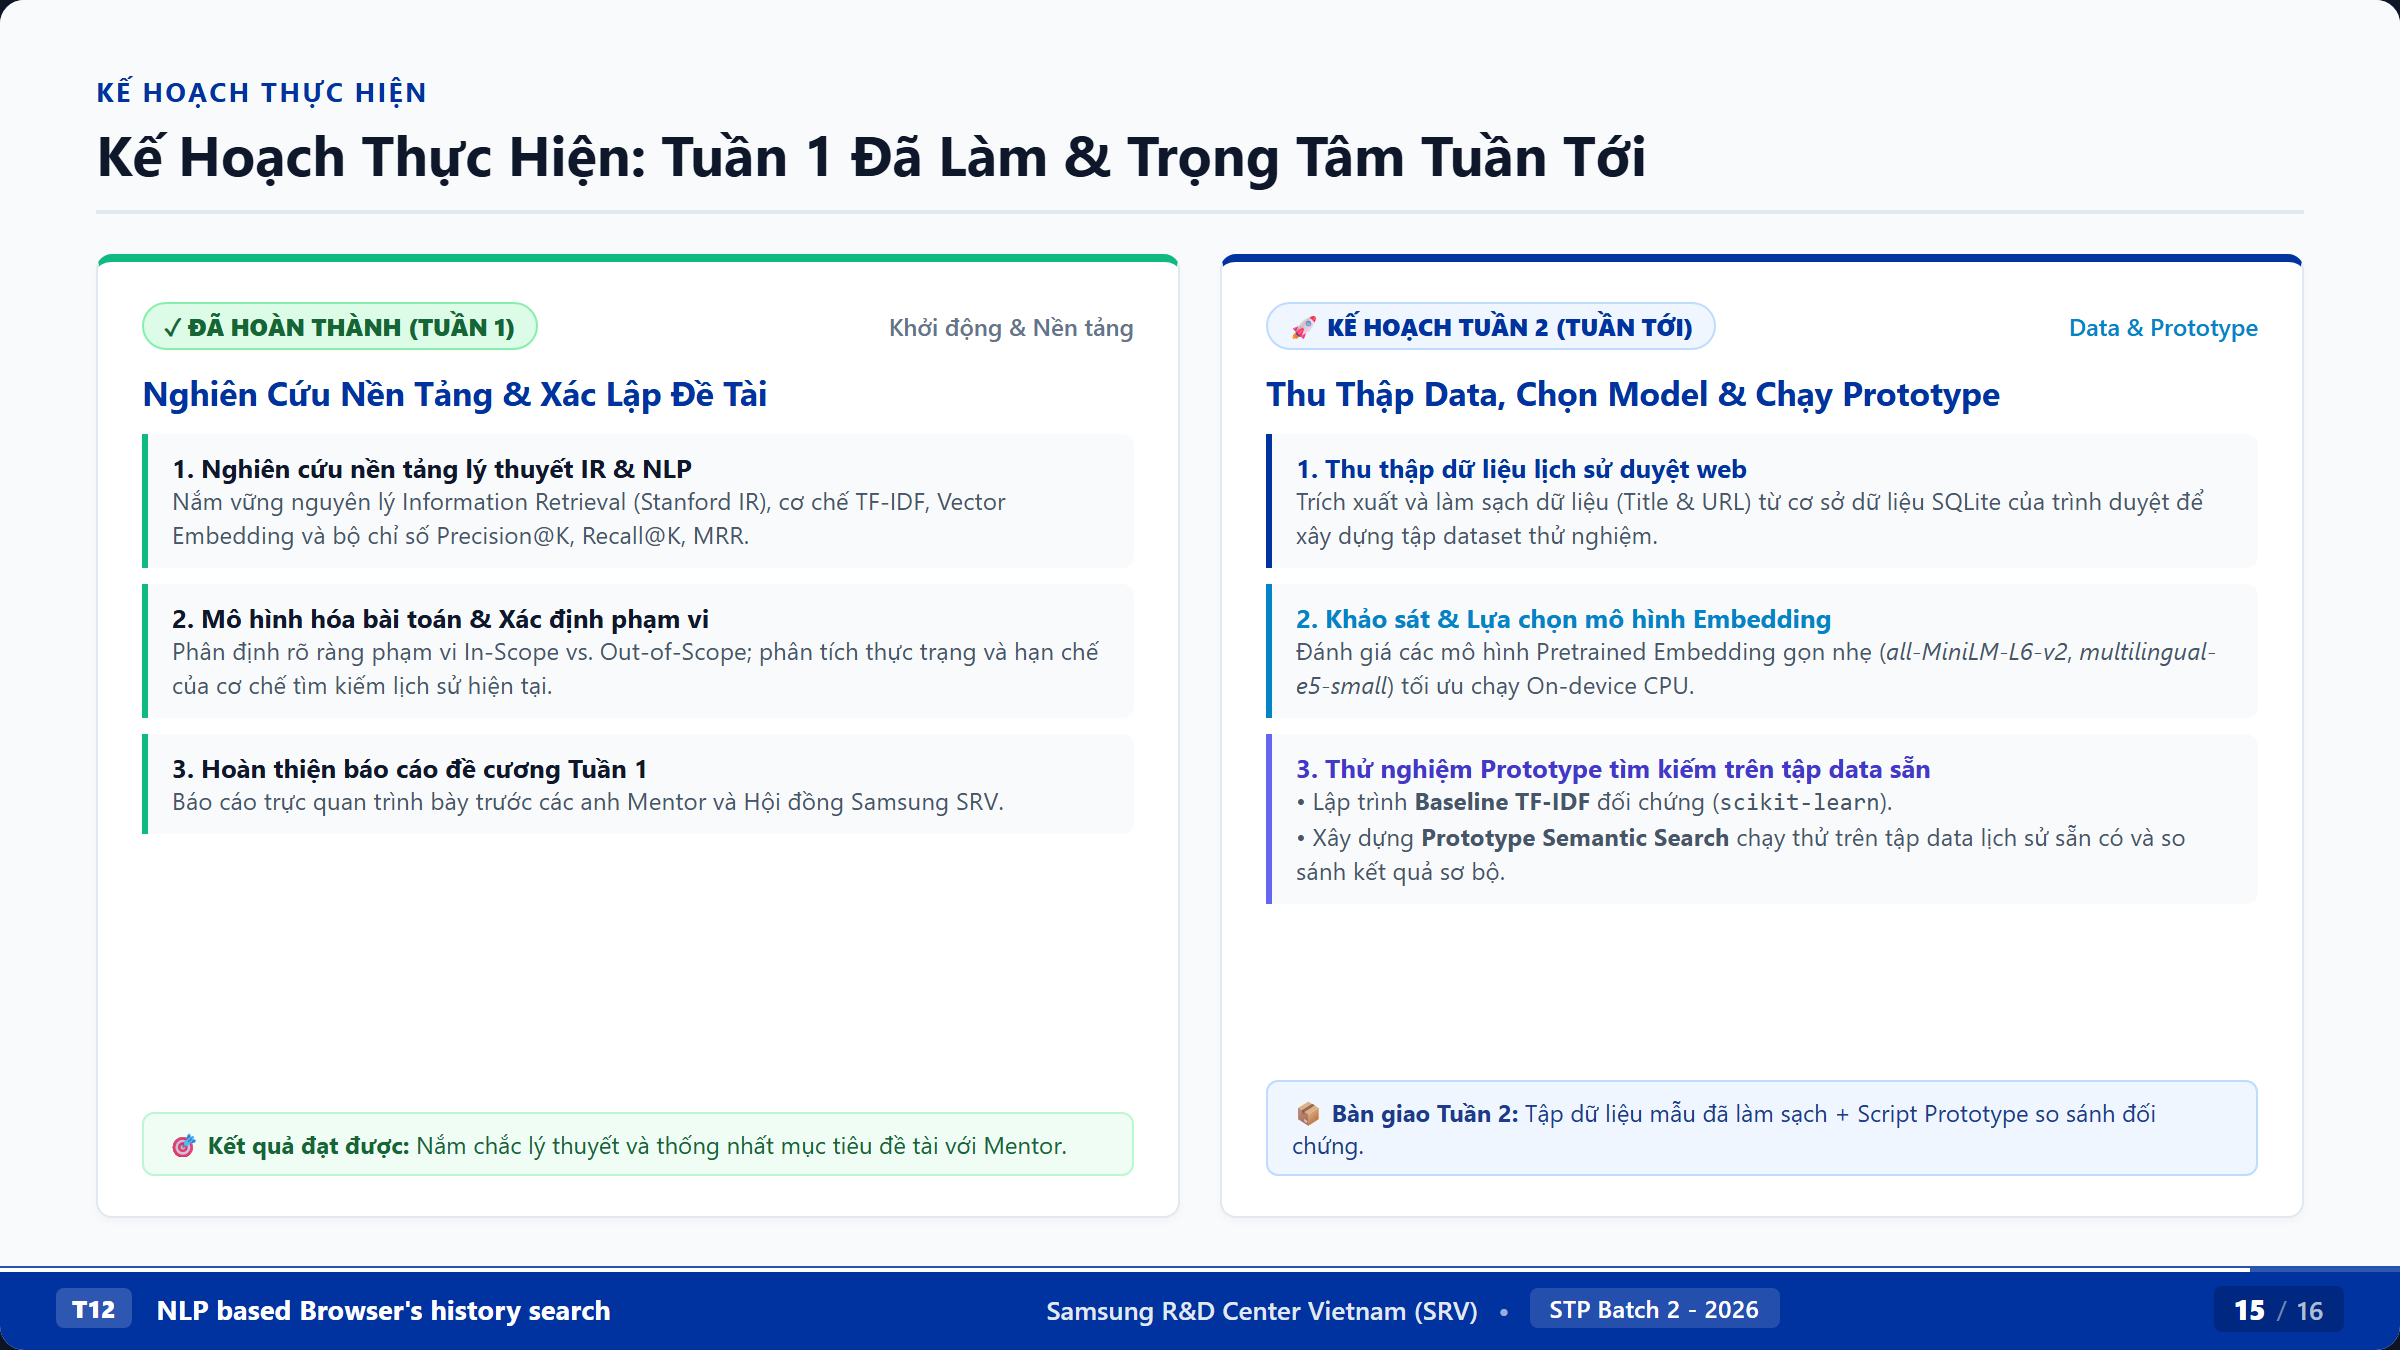 KẾ HOẠCH THỰC HIỆN
Kế Hoạch Thực Hiện: Tuần 1 Đã Làm & Trọng Tâm Tuần Tới
✓ ĐÃ HOÀN THÀNH (TUẦN 1)
Khởi động & Nền tảng
Nghiên Cứu Nền Tảng & Xác Lập Đề Tài
1. Nghiên cứu nền tảng lý thuyết IR & NLP
Nắm vững nguyên lý Information Retrieval (Stanford IR), cơ chế TF-IDF, Vector
Embedding và bộ chỉ số Precision@K, Recall@K, MRR.
2. Mô hình hóa bài toán & Xác định phạm vi
Phân định rõ ràng phạm vi In-Scope vs. Out-of-Scope; phân tích thực trạng và hạn chế
của cơ chế tìm kiếm lịch sử hiện tại.
3. Hoàn thiện báo cáo đề cương Tuần 1
Báo cáo trực quan trình bày trước các anh Mentor và Hội đồng Samsung SRV.
🎯 Kết quả đạt được: Nắm chắc lý thuyết và thống nhất mục tiêu đề tài với Mentor.
🚀 KẾ HOẠCH TUẦN 2 (TUẦN TỚI)
Data & Prototype
Thu Thập Data, Chọn Model & Chạy Prototype
1. Thu thập dữ liệu lịch sử duyệt web
Trích xuất và làm sạch dữ liệu (Title & URL) từ cơ sở dữ liệu SQLite của trình duyệt để
xây dựng tập dataset thử nghiệm.
2. Khảo sát & Lựa chọn mô hình Embedding
Đánh giá các mô hình Pretrained Embedding gọn nhẹ (all-MiniLM-L6-v2, multilingual-
e5-small) tối ưu chạy On-device CPU.
3. Thử nghiệm Prototype tìm kiếm trên tập data sẵn
• Lập trình Baseline TF-IDF đối chứng (scikit-learn).
• Xây dựng Prototype Semantic Search chạy thử trên tập data lịch sử sẵn có và so
sánh kết quả sơ bộ.
📦 Bàn giao Tuần 2: Tập dữ liệu mẫu đã làm sạch + Script Prototype so sánh đối
chứng.
T12 NLP based Browser's history search
Samsung R&D Center Vietnam (SRV) • STP Batch 2 - 2026
15 / 16